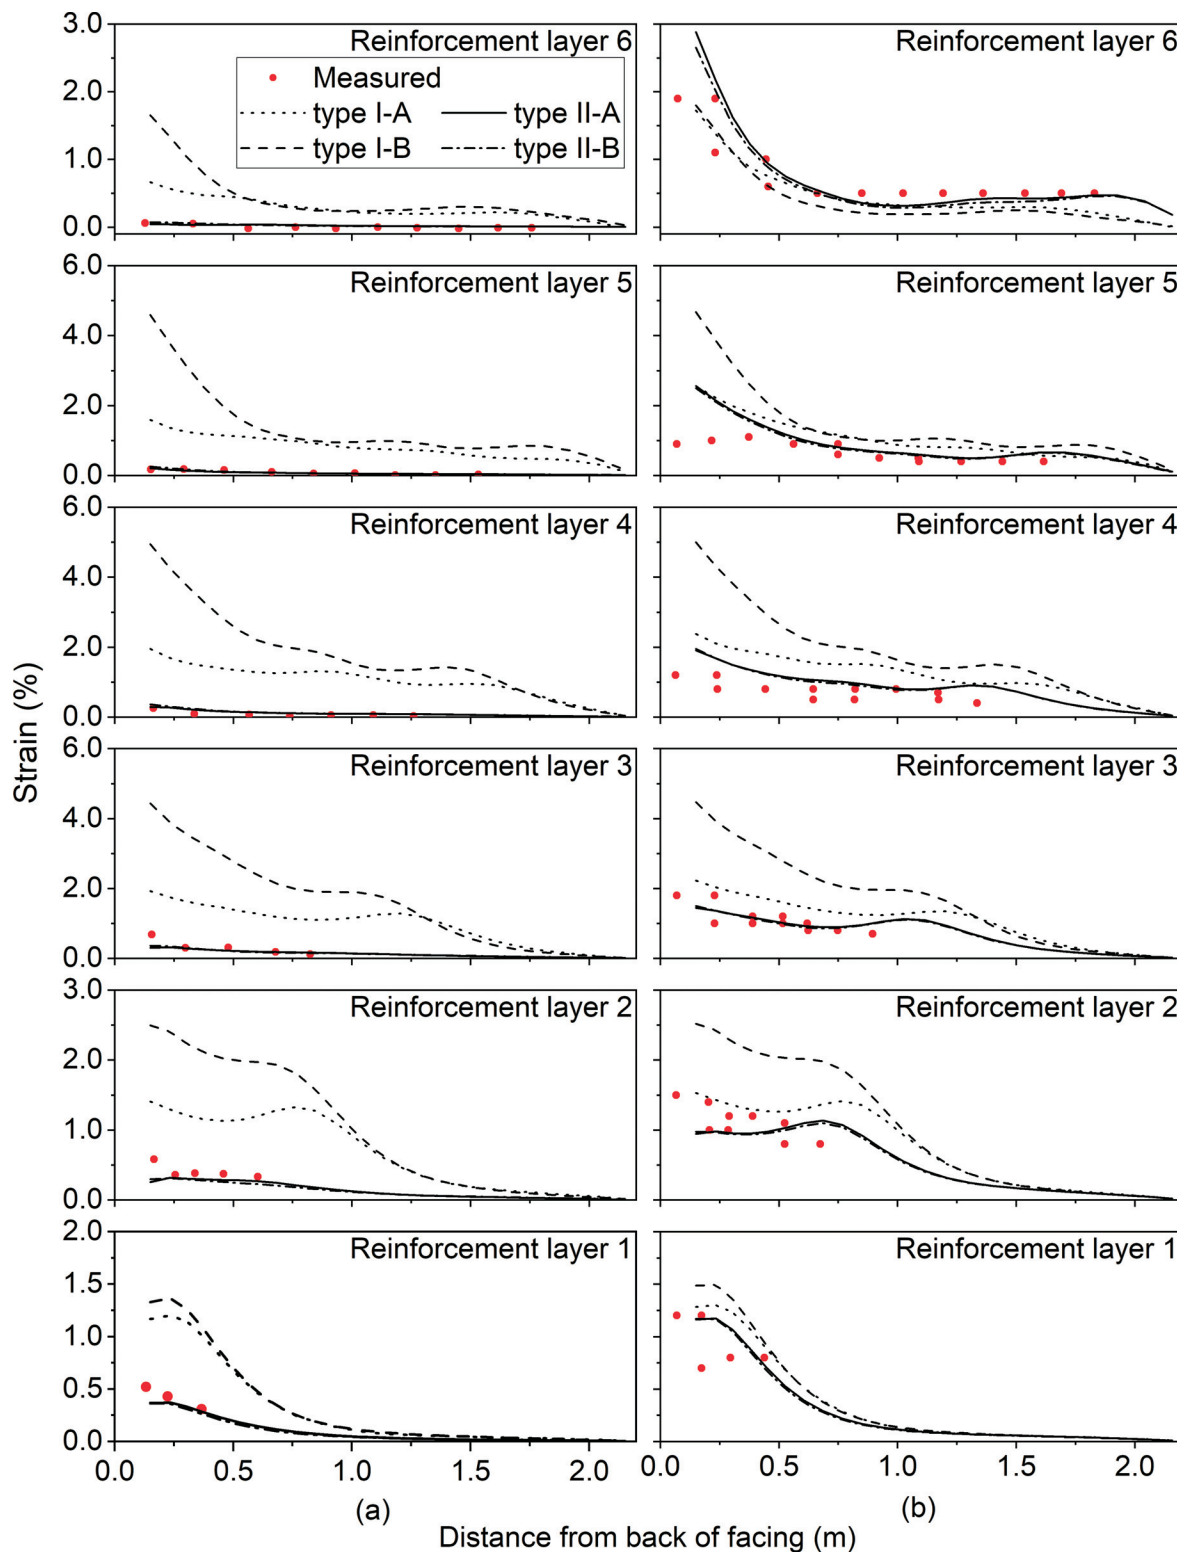 3.0
2.0
1.0
0.0
Reinforcement layer 6
Measured
type I-A
type II-A
type I-B
type II-B
Reinforcement layer 6
6.0
4.0
2.0
0.0
Reinforcement layer 5
Reinforcement layer 5
6.0
4.0
2.0
0.0
Reinforcement layer 4
Reinforcement layer 4
Strain (%)
6.0
4.0
2.0
0.0
Reinforcement layer 3
Reinforcement layer 3
3.0
2.0
1.0
0.0
Reinforcement layer 2
Reinforcement layer 2
2.0
1.5
1.0
0.5
0.0
Reinforcement layer 1
Reinforcement layer 1
0.0 0.5 1.0 1.5 2.0
0.0 0.5 1.0 1.5 2.0
(a)
(b)
Distance from back of facing (m)